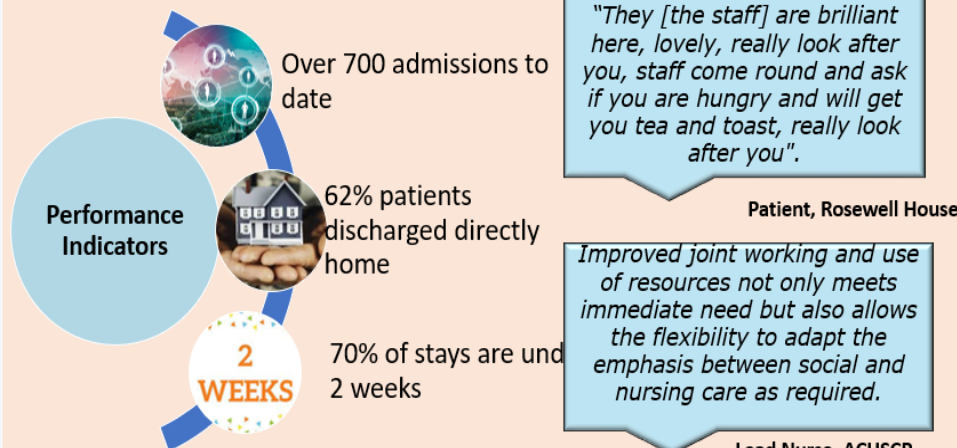 Performance
Indicators
Over 700 admissions to
date
62% patients
discharged directly
home
2
WEEKS
70% of stays are und
2 weeks
“They [the staff] are brilliant
here, lovely, really look after
you, staff come round and ask
if you are hungry and will get
you tea and toast, really look
after you".
Patient, Rosewell House
Improved joint working and use
of resources not only meets
immediate need but also allows
the flexibility to adapt the
emphasis between social and
nursing care as required.
Lead Nurse, ACHSCP